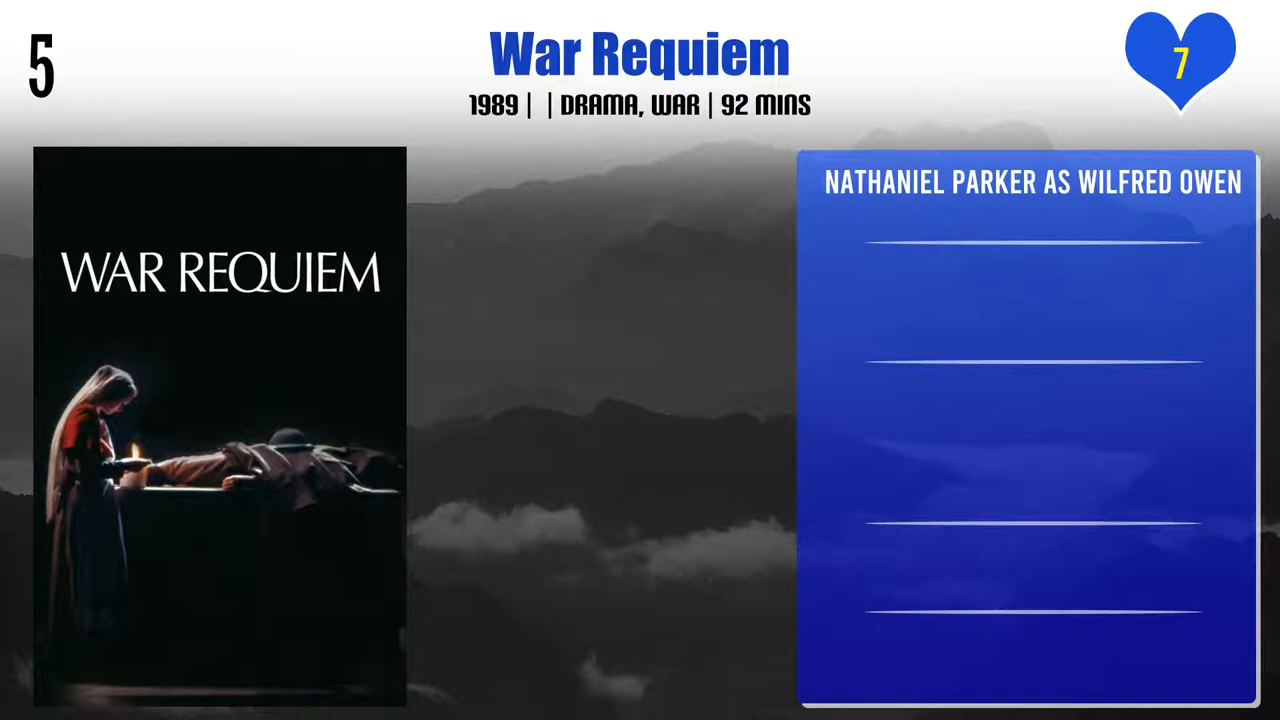 5
War Requiem
7
1989 | | DRAMA, WAR | 92 MINS
WAR REQUIEM
NATHANIEL PARKER AS WILFRED OWEN